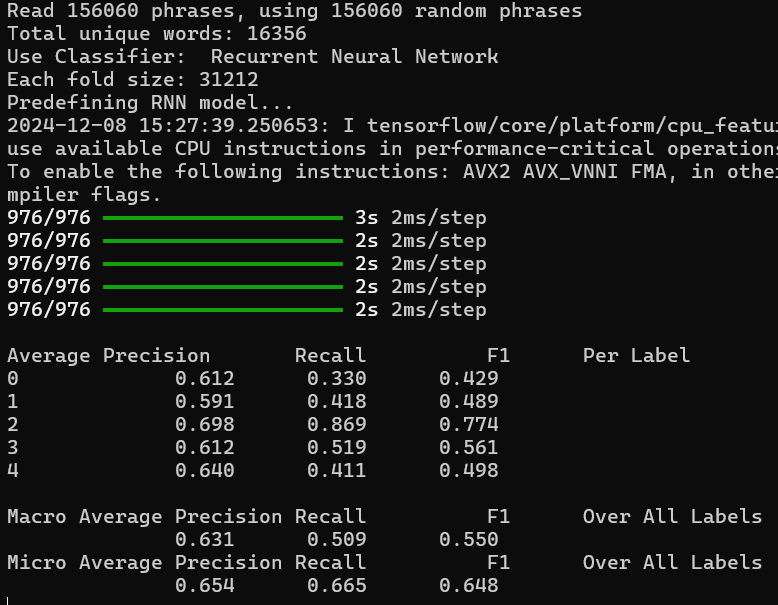 Read 156060 phrases, using 156060 random phrases
Total unique words: 16356
Use Classifier:  Recurrent Neural Network
Each fold size: 31212
Predefining RNN model...
2024-12-08 15:27:39.250653: I tensorflow/core/platform/cpu_featu
use available CPU instructions in performance-critical operations
To enable the following instructions: AVX2 AVX_VNNI FMA, in othe
mpiler flags.
976/976 3s 2ms/step
976/976 2s 2ms/step
976/976 2s 2ms/step
976/976 2s 2ms/step
976/976 2s 2ms/step
Average Precision Recall F1 Per Label
0 0.612 0.330 0.429
1 0.591 0.418 0.489
2 0.698 0.869 0.774
3 0.612 0.519 0.561
4 0.640 0.411 0.498
Macro Average Precision Recall F1 Over All Labels
0.631 0.509 0.550
Micro Average Precision Recall F1 Over All Labels
0.654 0.665 0.648